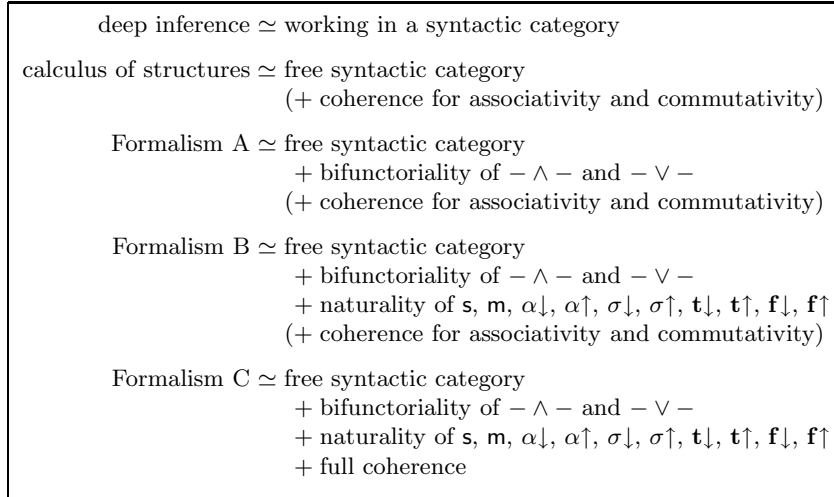 deep inference ≃ working in a syntactic category
calculus of structures ≃ free syntactic category
(+ coherence for associativity and commutativity)
Formalism A ≃ free syntactic category
+ bifunctoriality of − ∧ − and − ∨ −
(+ coherence for associativity and commutativity)
Formalism B ≃ free syntactic category
+ bifunctoriality of − ∧ − and − ∨ −
+ naturality of s, m, α↓, α↑, σ↓, σ↑, t↓, t↑, f↓, f↑
(+ coherence for associativity and commutativity)
Formalism C ≃ free syntactic category
+ bifunctoriality of − ∧ − and − ∨ −
+ naturality of s, m, α↓, α↑, σ↓, σ↑, t↓, t↑, f↓, f↑
+ full coherence